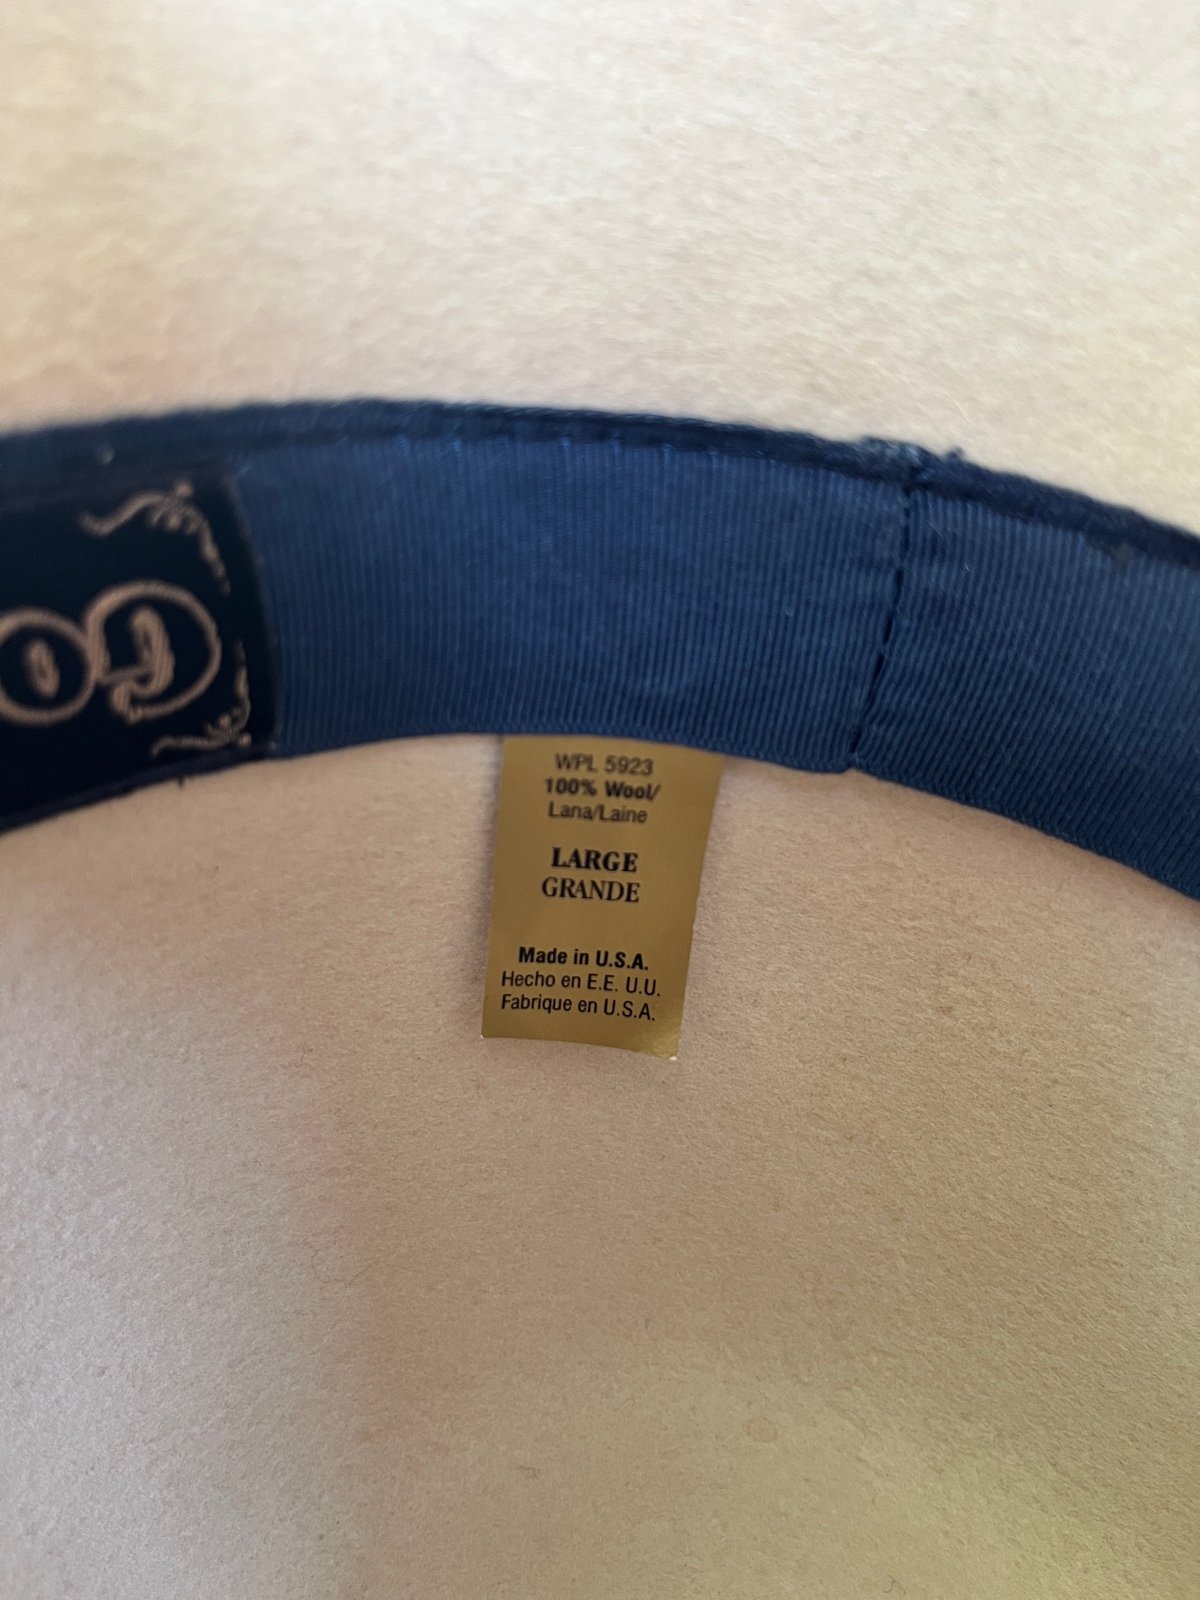 WPL 5923
100% Wool/
Lana/Laine
LARGE
GRANDE
Made in U.S.A.
Hecho en E.E. U.U.
Fabrique en U.S.A.